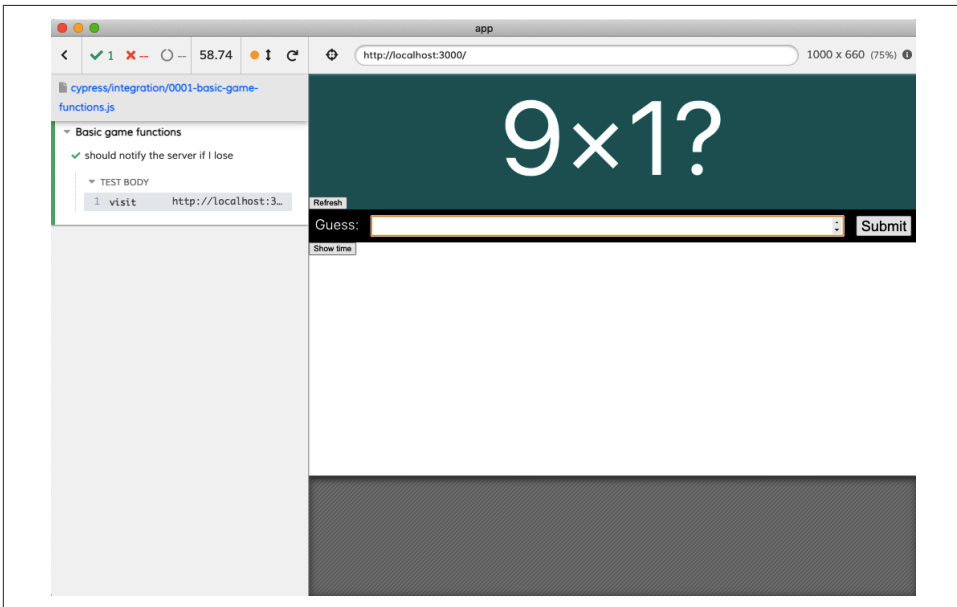 app
1 -- -- 58.74
http://localhost:3000/
1000 x 660 (75%)
cypress/integration/0001-basic-game-
functions.js
Basic game functions
should notify the server if I lose
TEST BODY
1 visit http://localhost:3…
9×1?
Refresh
Guess:
Submit
Show time